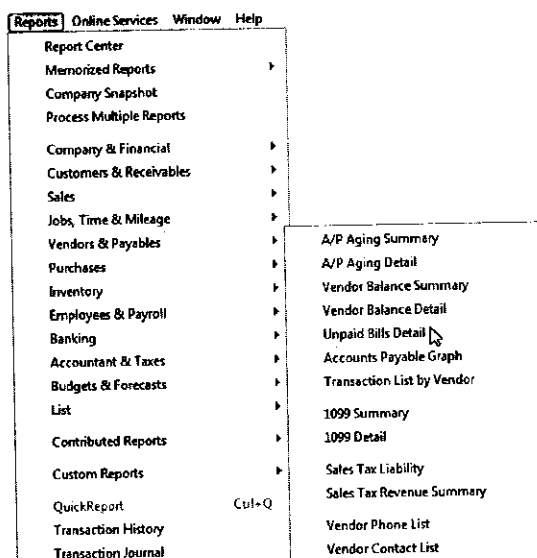 Reports Online Services Window Help
Report Center
Memorized Reports
Company Snapshot
Process Multiple Reports
Company & Financial
Customers & Receivables
Sales
Jobs, Time & Mileage
Vendors & Payables
Purchases
Inventory
Employees & Payroll
Banking
Accountant & Taxes
Budgets & Forecasts
List
Contributed Reports
Custom Reports
QuickReport Ctrl+Q
Transaction History
Transaction Journal
A/P Aging Summary
A/P Aging Detail
Vendor Balance Summary
Vendor Balance Detail
Unpaid Bills Detail
Accounts Payable Graph
Transaction List by Vendor
1099 Summary
1099 Detail
Sales Tax Liability
Sales Tax Revenue Summary
Vendor Phone List
Vendor Contact List